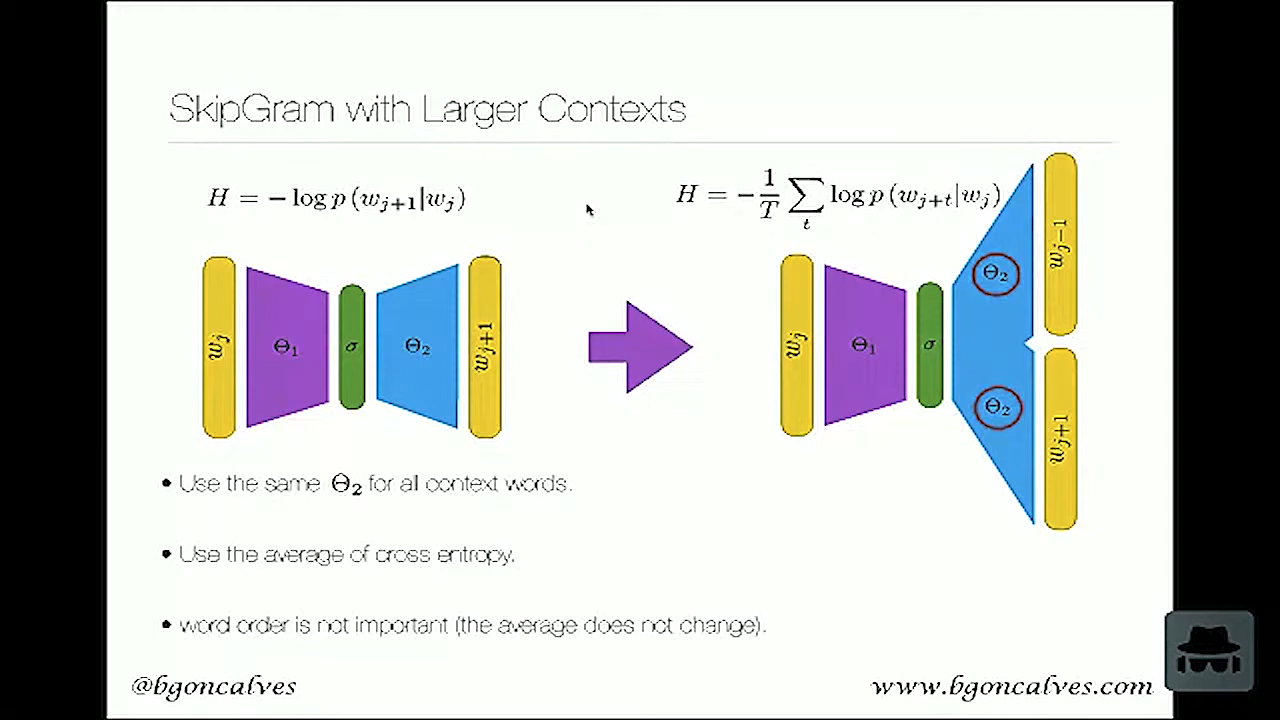 SkipGram with Larger Contexts
H = − log p (w_{j+1}|w_j)
H = −\frac{1}{T} \sum_t log p (w_{j+t}|w_j)
w_j Θ₁ σ Θ₂ w_{j+1}
w_j Θ₁ σ Θ₂ Θ₂ w_{j−1} w_{j+1}
• Use the same Θ₂ for all context words.
• Use the average of cross entropy.
• word order is not important (the average does not change).
@bgoncalves
www.bgoncalves.com